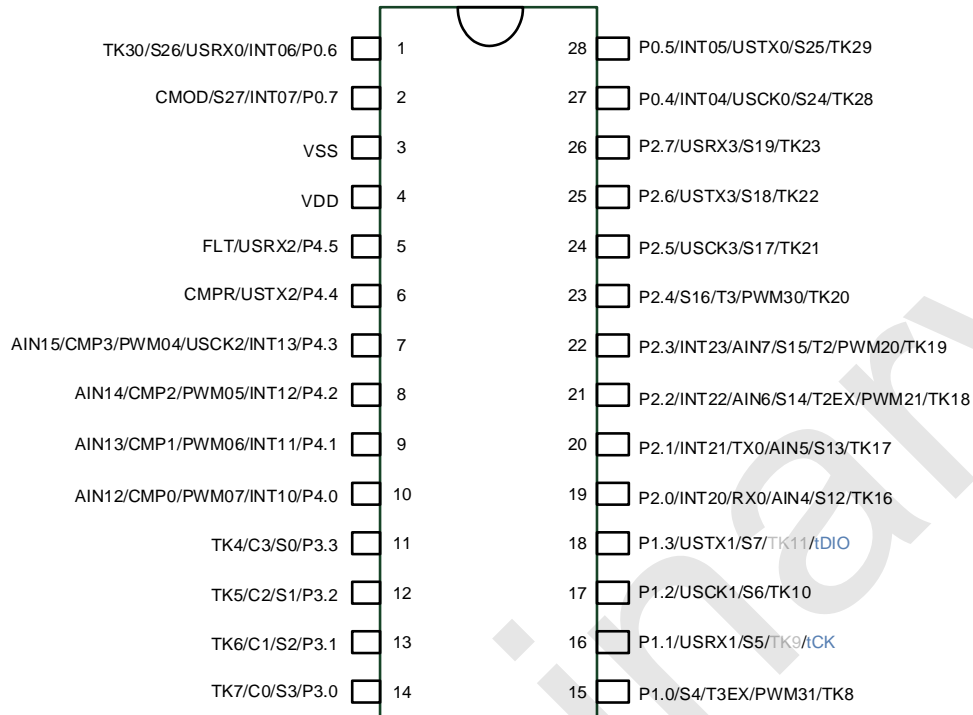 TK30/S26/USRX0/INT06/P0.6 1 28 P0.5/INT05/USTX0/S25/TK29
CMOD/S27/INT07/P0.7 2 27 P0.4/INT04/USCK0/S24/TK28
VSS 3 26 P2.7/USRX3/S19/TK23
VDD 4 25 P2.6/USTX3/S18/TK22
FLT/USRX2/P4.5 5 24 P2.5/USCK3/S17/TK21
CMPR/USTX2/P4.4 6 23 P2.4/S16/T3/PWM30/TK20
AIN15/CMP3/PWM04/USCK2/INT13/P4.3 7 22 P2.3/INT23/AIN7/S15/T2/PWM20/TK19
AIN14/CMP2/PWM05/INT12/P4.2 8 21 P2.2/INT22/AIN6/S14/T2EX/PWM21/TK18
AIN13/CMP1/PWM06/INT11/P4.1 9 20 P2.1/INT21/TX0/AIN5/S13/TK17
AIN12/CMP0/PWM07/INT10/P4.0 10 19 P2.0/INT20/RX0/AIN4/S12/TK16
TK4/C3/S0/P3.3 11 18 P1.3/USTX1/S7/TK11/tDIO
TK5/C2/S1/P3.2 12 17 P1.2/USCK1/S6/TK10
TK6/C1/S2/P3.1 13 16 P1.1/USRX1/S5/TK9/tCK
TK7/C0/S3/P3.0 14 15 P1.0/S4/T3EX/PWM31/TK8